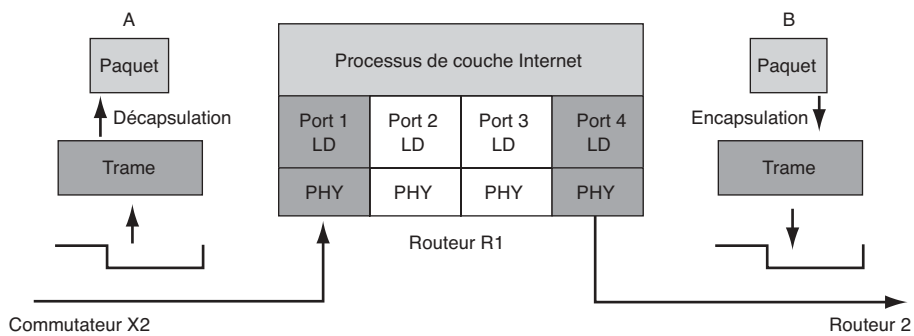 A
B
Paquet
Processus de couche Internet
Paquet
Décapsulation
Encapsulation
Port 1
LD
Port 2
LD
Port 3
LD
Port 4
LD
Trame
Trame
PHY
PHY
PHY
PHY
Routeur R1
Commutateur X2
Routeur 2